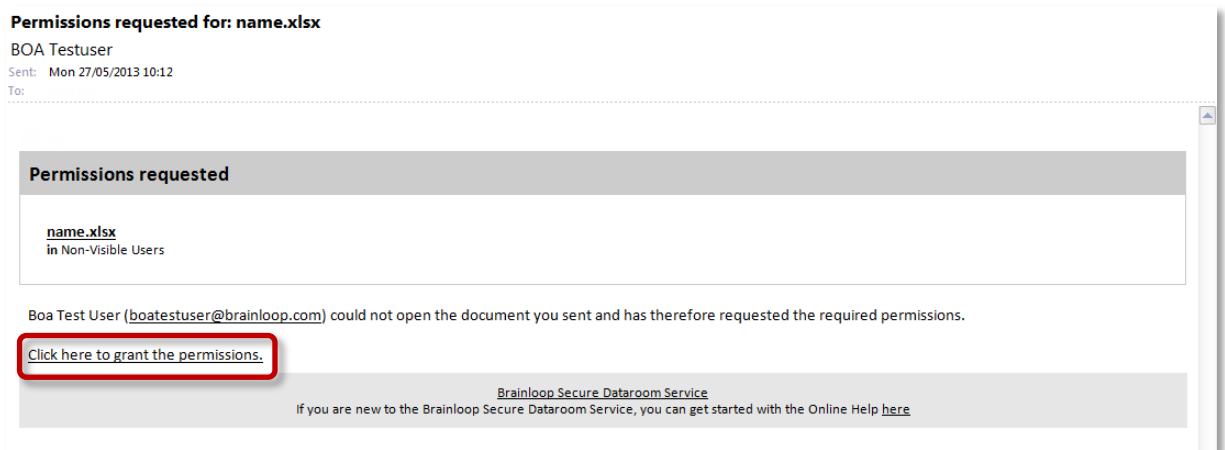 Permissions requested for: name.xlsx
BOA Testuser
Sent: Mon 27/05/2013 10:12
To:
Permissions requested
name.xlsx
in Non-Visible Users
Boa Test User (boatestuser@brainloop.com) could not open the document you sent and has therefore requested the required permissions.
Click here to grant the permissions.
Brainloop Secure Dataroom Service
If you are new to the Brainloop Secure Dataroom Service, you can get started with the Online Help here